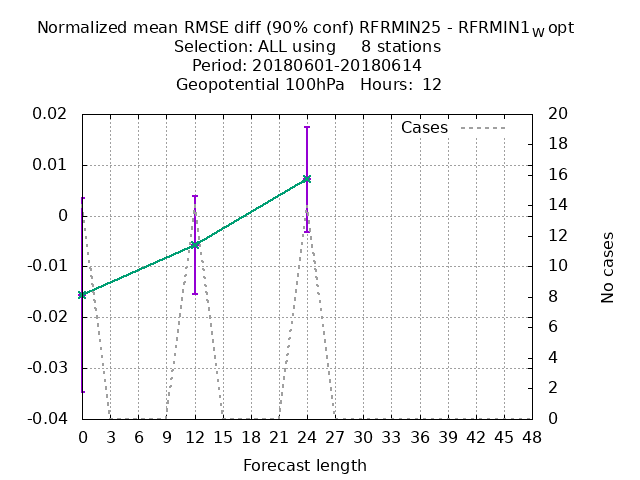 Normalized mean RMSE diff (90% conf) RFRMIN25 - RFRMIN1wopt
Selection: ALL using 8 stations
Period: 20180601-20180614
Geopotential 100hPa Hours: 12
Cases
0.02
0.01
0
-0.01
-0.02
-0.03
-0.04
20
18
16
14
12
10
8
6
4
2
0
No cases
0 3 6 9 12 15 18 21 24 27 30 33 36 39 42 45 48
Forecast length